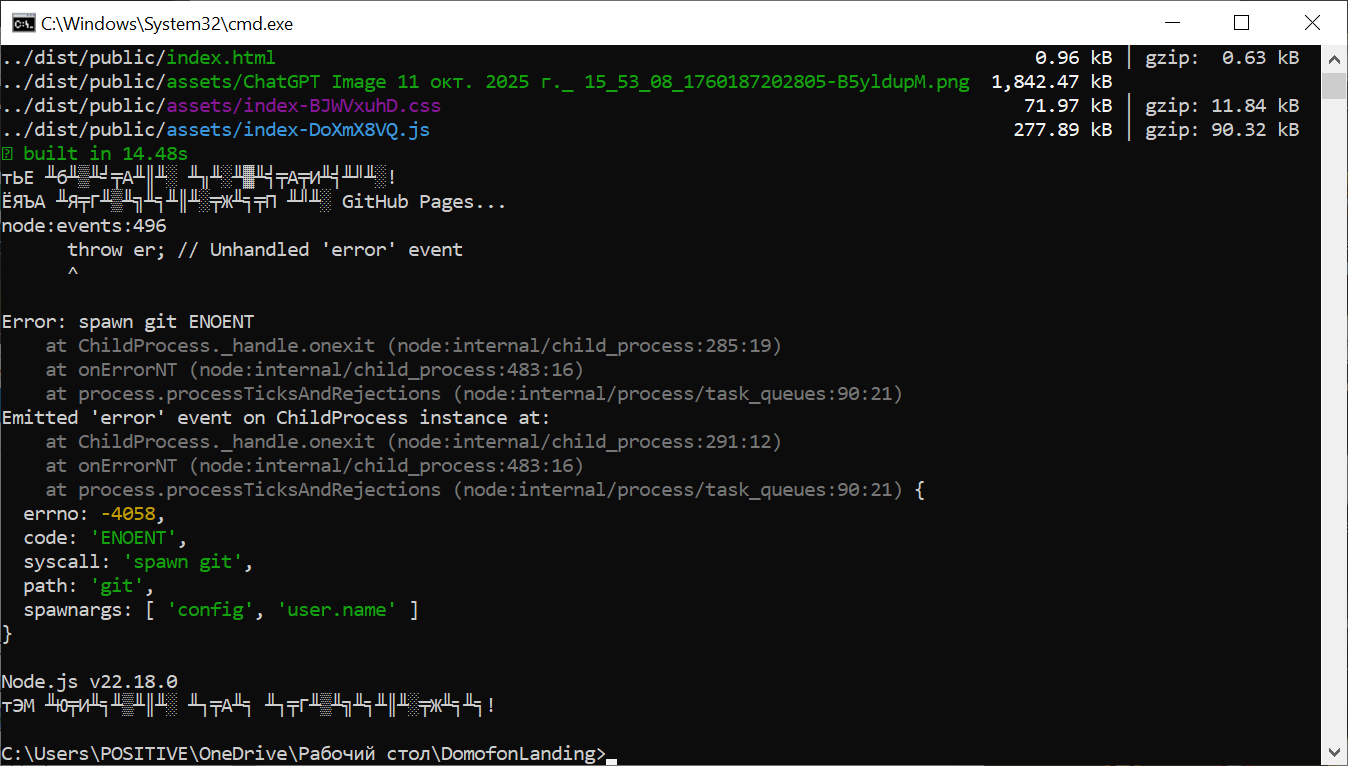 C:\Windows\System32\cmd.exe
../dist/public/index.html 0.96 kB │ gzip: 0.63 kB
../dist/public/assets/ChatGPT Image 11 окт. 2025 г._ 15_53_08_1760187202805-B5yldupM.png 1,842.47 kB
../dist/public/assets/index-BJWVxuhD.css 71.97 kB │ gzip: 11.84 kB
../dist/public/assets/index-DoXmX8VQ.js 277.89 kB │ gzip: 90.32 kB
built in 14.48s
GitHub Pages...
node:events:496
throw er; // Unhandled 'error' event
^
Error: spawn git ENOENT
at ChildProcess._handle.onexit (node:internal/child_process:285:19)
at onErrorNT (node:internal/child_process:483:16)
at process.processTicksAndRejections (node:internal/process/task_queues:90:21)
Emitted 'error' event on ChildProcess instance at:
at ChildProcess._handle.onexit (node:internal/child_process:291:12)
at onErrorNT (node:internal/child_process:483:16)
at process.processTicksAndRejections (node:internal/process/task_queues:90:21) {
errno: -4058,
code: 'ENOENT',
syscall: 'spawn git',
path: 'git',
spawnargs: [ 'config', 'user.name' ]
}
Node.js v22.18.0
C:\Users\POSITIVE\OneDrive\Рабочий стол\DomofonLanding>